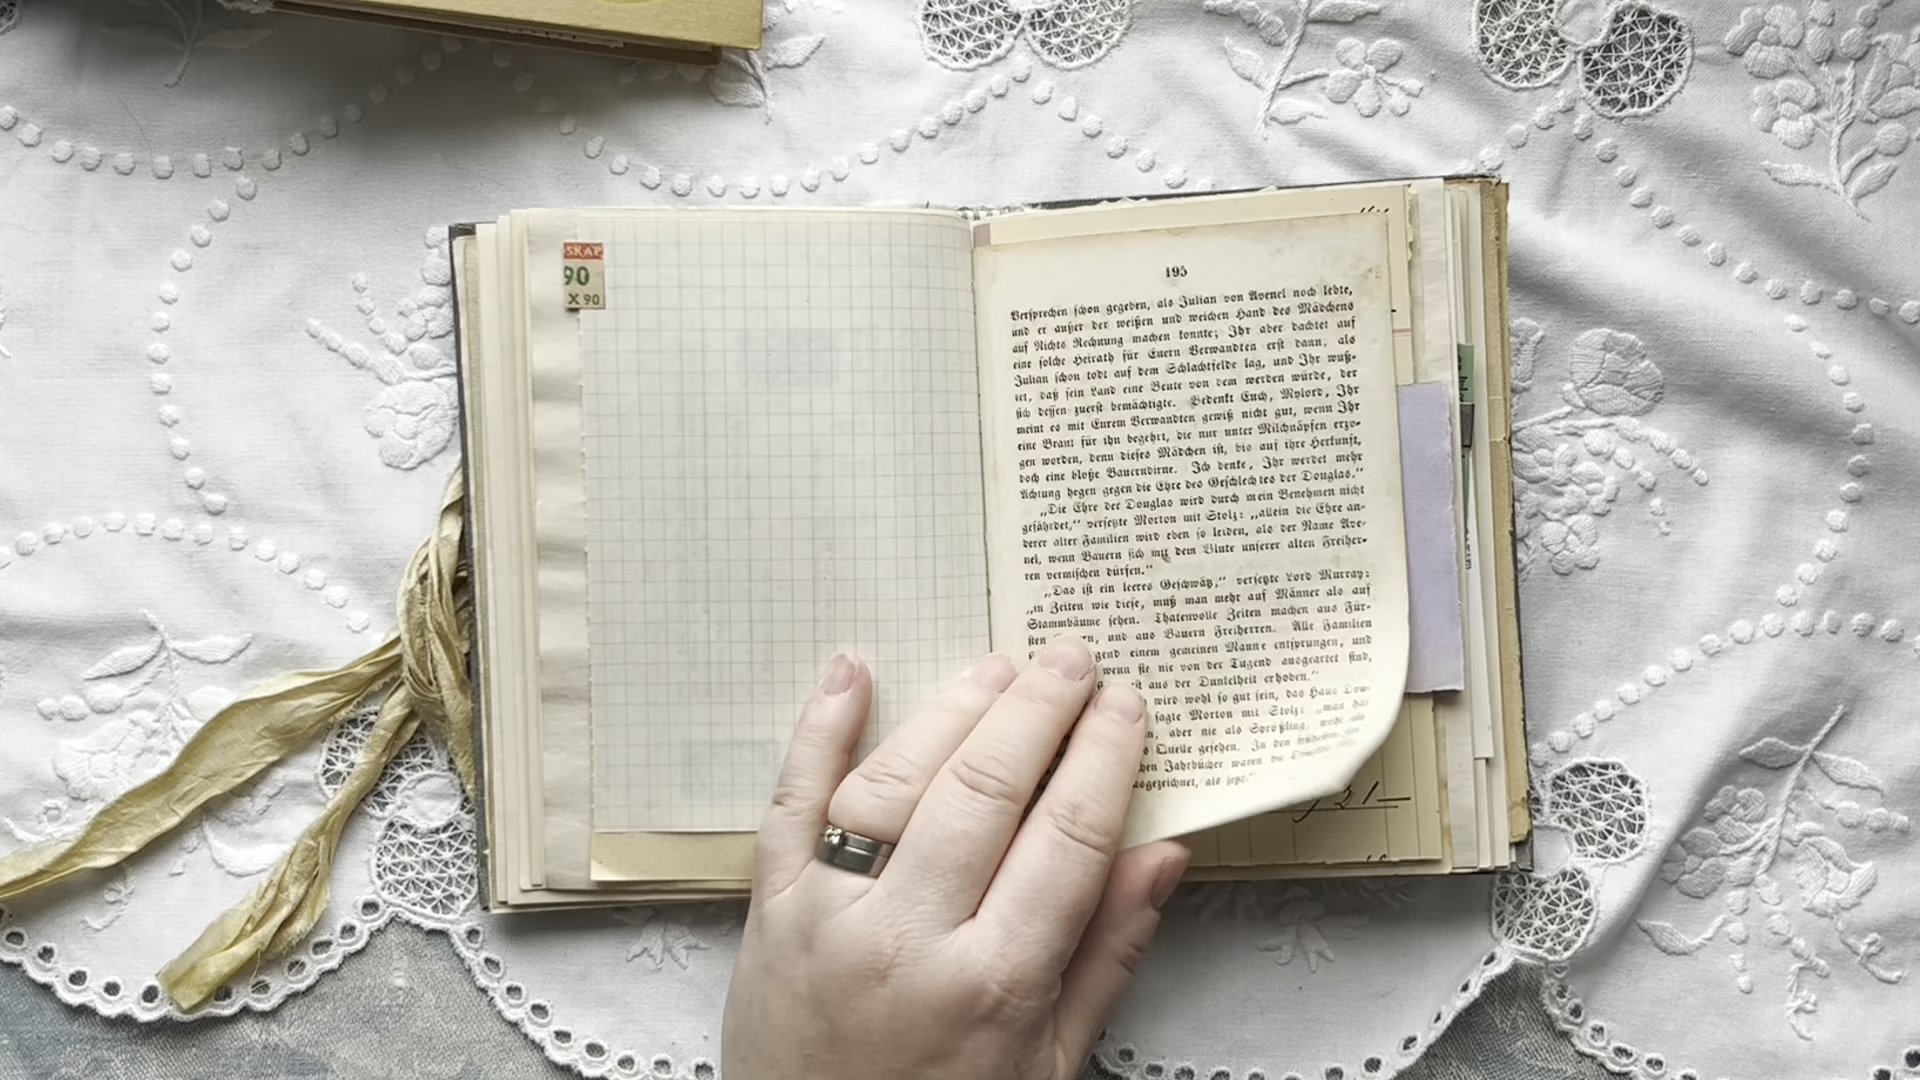 SKAP
90
X 90
195
Versprechen schon gegeben, als Julian von Avenel noch lebte,
und er außer der weißen und weichen Hand des Mädchens
auf Nichts Rechnung machen konnte; Ihr aber dachtet auf
eine solche Heirath für Euern Verwandten erst dann, als
Julian schon todt auf dem Schlachtfelde lag, und Ihr wuß-
tet, daß sein Land eine Beute von dem werden würde, der
sich dessen zuerst bemächtigte. Bedenkt Euch, Mylord, Ihr
meint es mit Eurem Verwandten gewiß nicht gut, wenn Ihr
eine Braut für ihn begehrt, die nur unter Milchnäpfen erzo-
gen worden, denn dieses Mädchen ist, bis auf ihre Herkunft,
doch eine bloße Bauerndirne. Ich denke, Ihr werdet mehr
Achtung hegen gegen die Ehre des Geschlechtes der Douglas.“
„Die Ehre der Douglas wird durch mein Benehmen nicht
gefährdet,“ versetzte Morton mit Stolz: „allein die Ehre an-
derer alter Familien wird eben so leiden, als der Name Ave-
nel, wenn Bauern sich mit dem Blute unserer alten Freiher-
ren vermischen dürfen.“
„Das ist ein leeres Geschwätz,“ versetzte Lord Murray:
„in Zeiten wie diese, muß man mehr auf Männer als auf
Stammbäume sehen. Thatenvolle Zeiten machen aus Für-
sten und aus Bauern Freiherren. Alle Familien
einem gemeinen Manne entsprungen, und
wenn sie nie von der Tugend ausgeartet sind,
aus der Dunkelheit erhoben.“
wird wohl so gut sein, das Haus Dou-
sagte Morton mit Stolz: „man hat
aber nie als Sprößling, wohl als
Quelle gesehen. In den
Jahrbücher waren die
ausgezeichnet, als jetzt.“